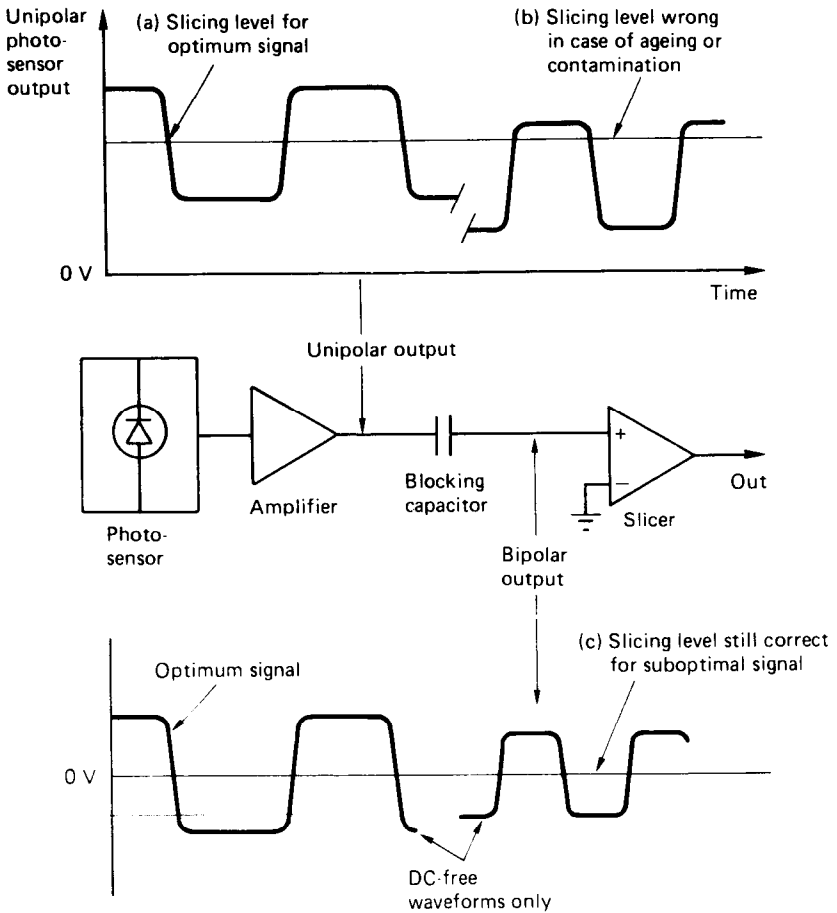 Unipolar
photo-
sensor
output
(a) Slicing level for
optimum signal
(b) Slicing level wrong
in case of ageing or
contamination
0 V
Time
Unipolar output
Photo-
sensor
Amplifier
Blocking
capacitor
+
−
Slicer
Out
Bipolar
output
(c) Slicing level still correct
for suboptimal signal
Optimum signal
0 V
DC-free
waveforms only